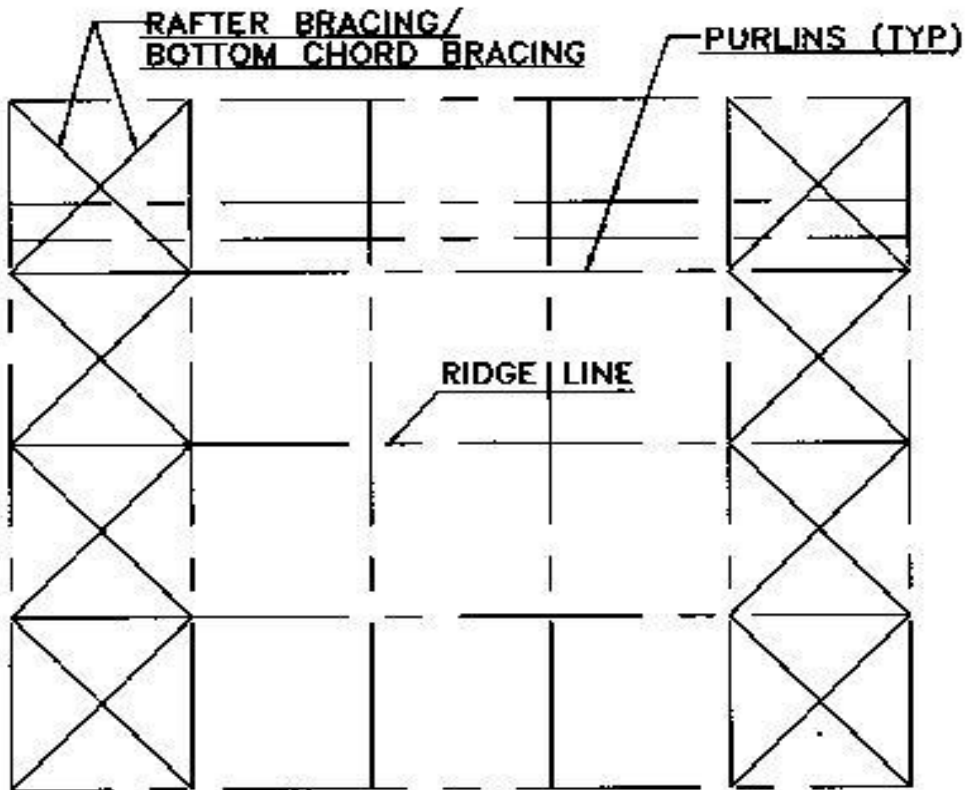 RAFTER BRACING/
BOTTOM CHORD BRACING
PURLINS (TYP)
RIDGE LINE